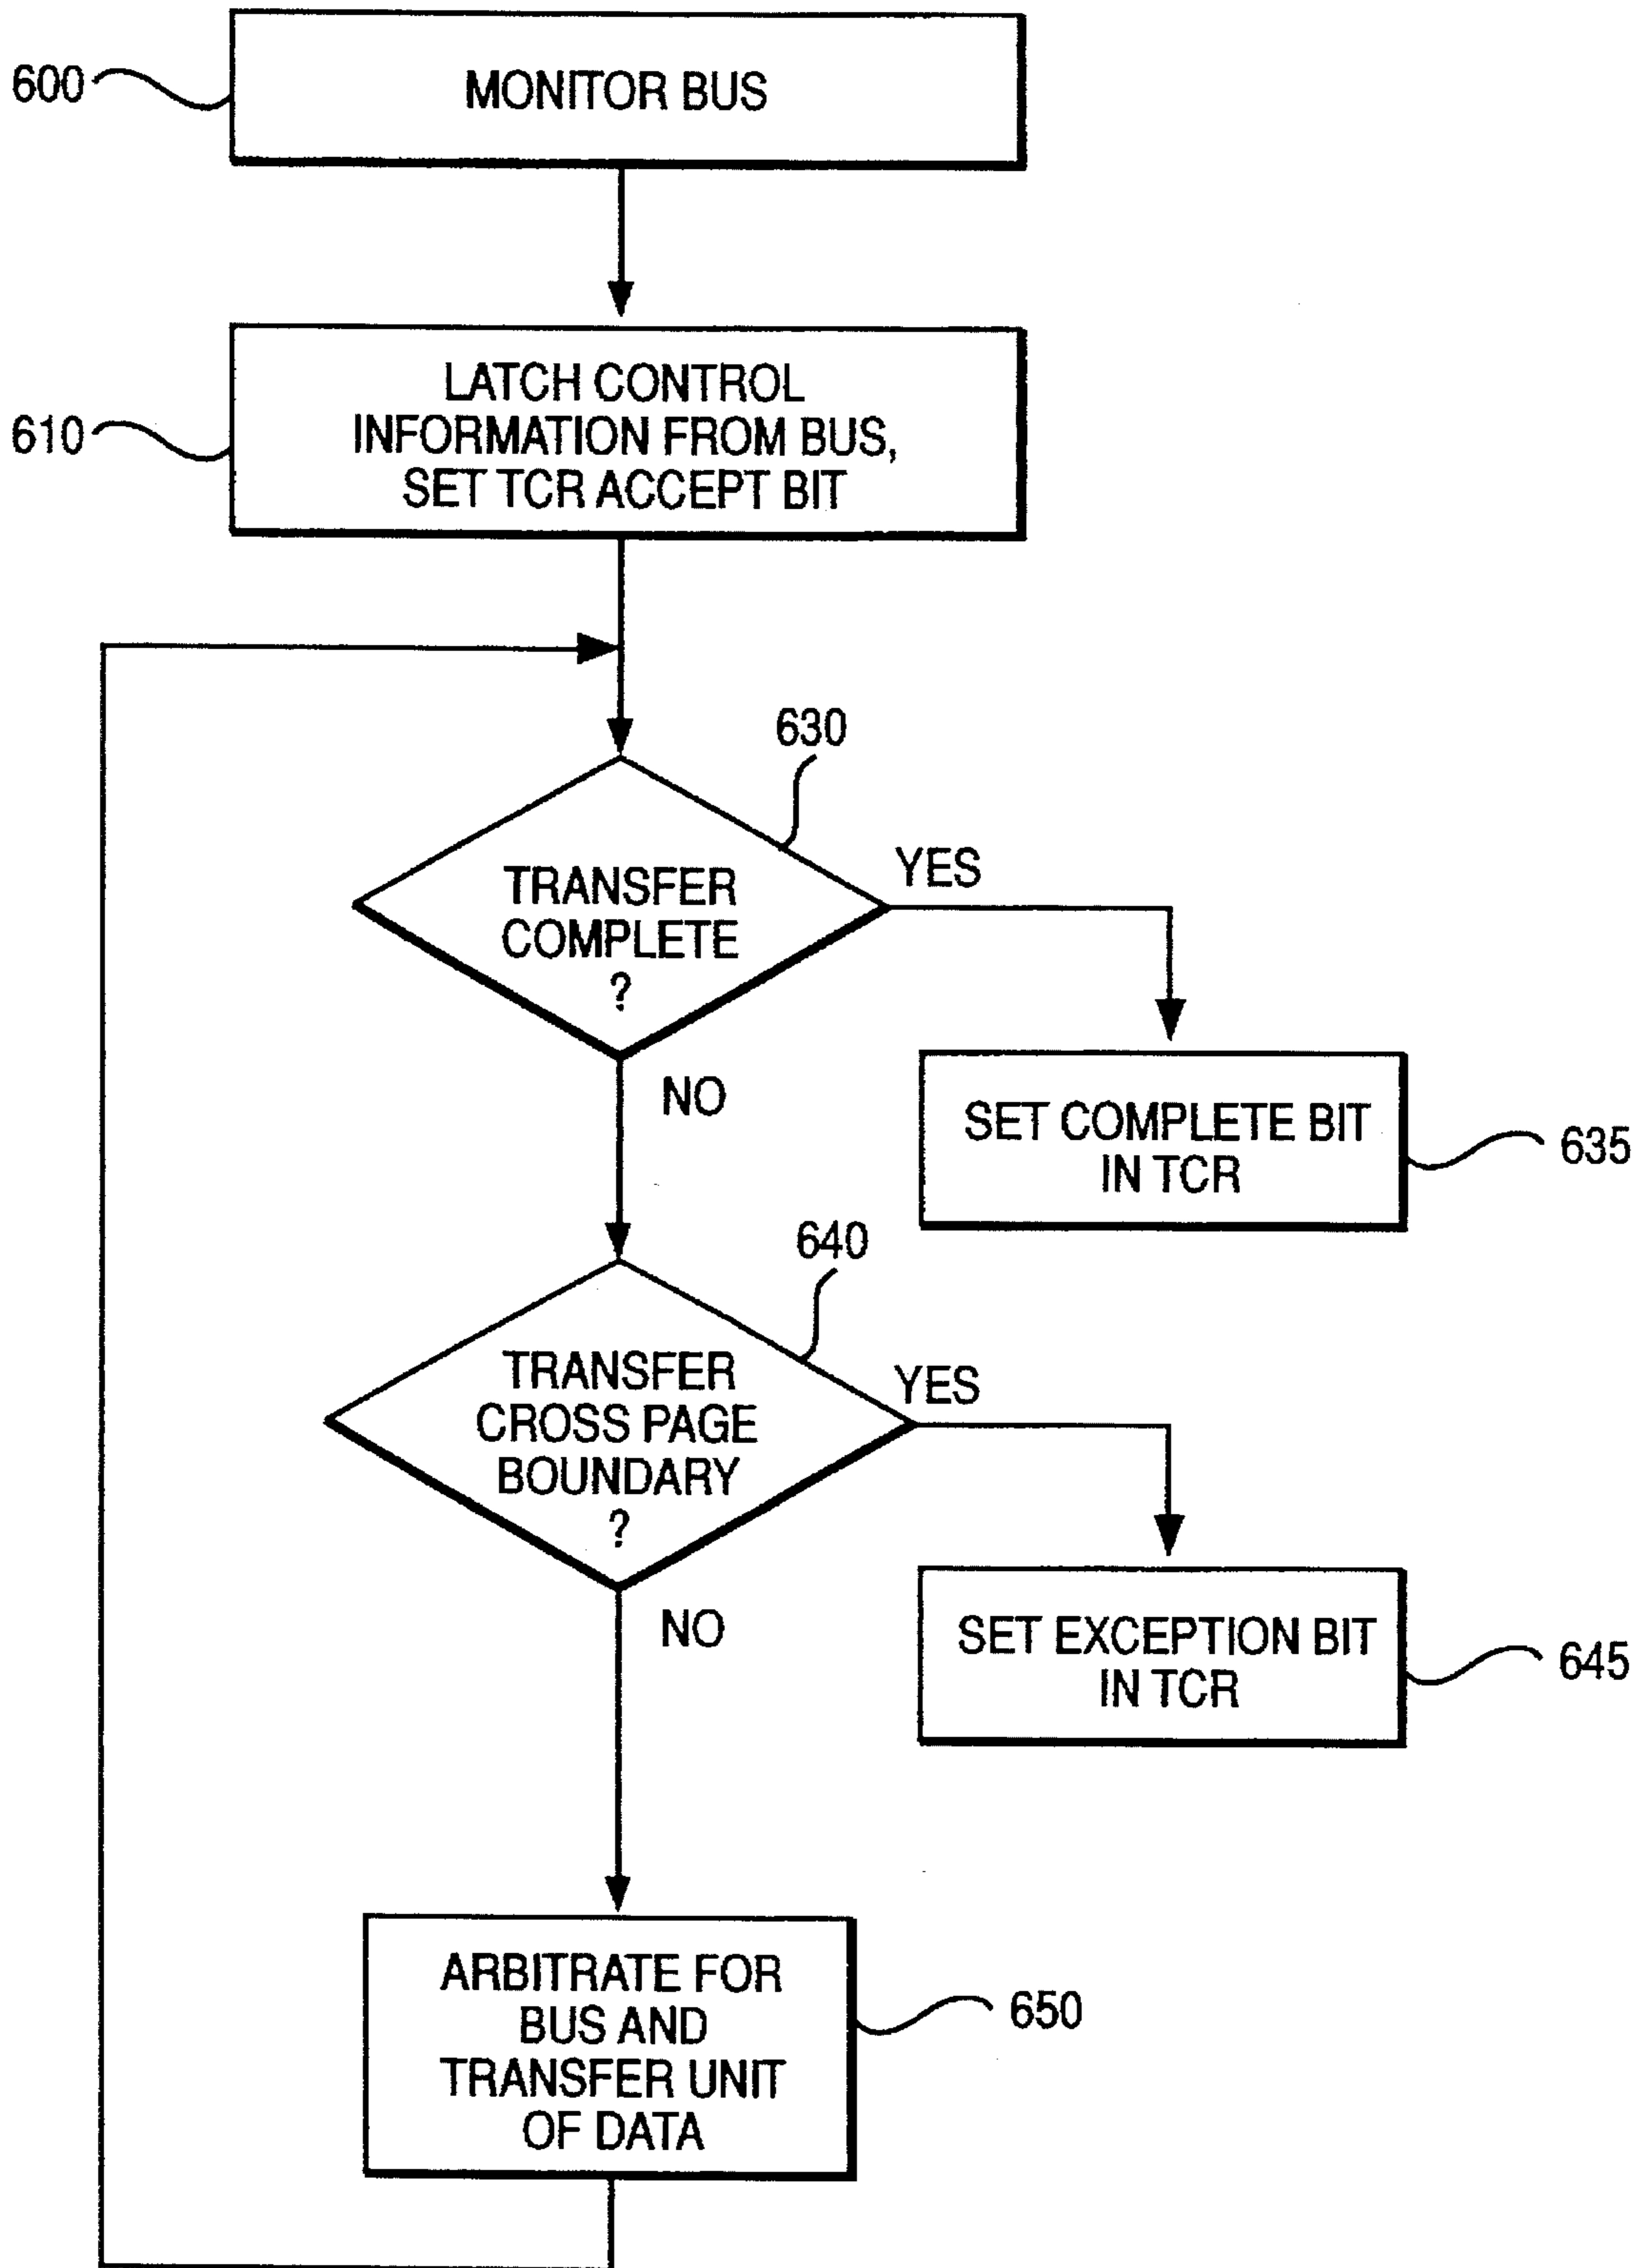 600
MONITOR BUS
610
LATCH CONTROL
INFORMATION FROM BUS,
SET TCR ACCEPT BIT
630
TRANSFER
COMPLETE
?
YES
NO
SET COMPLETE BIT
IN TCR
635
640
TRANSFER
CROSS PAGE
BOUNDARY
?
YES
NO
SET EXCEPTION BIT
IN TCR
645
ARBITRATE FOR
BUS AND
TRANSFER UNIT
OF DATA
650